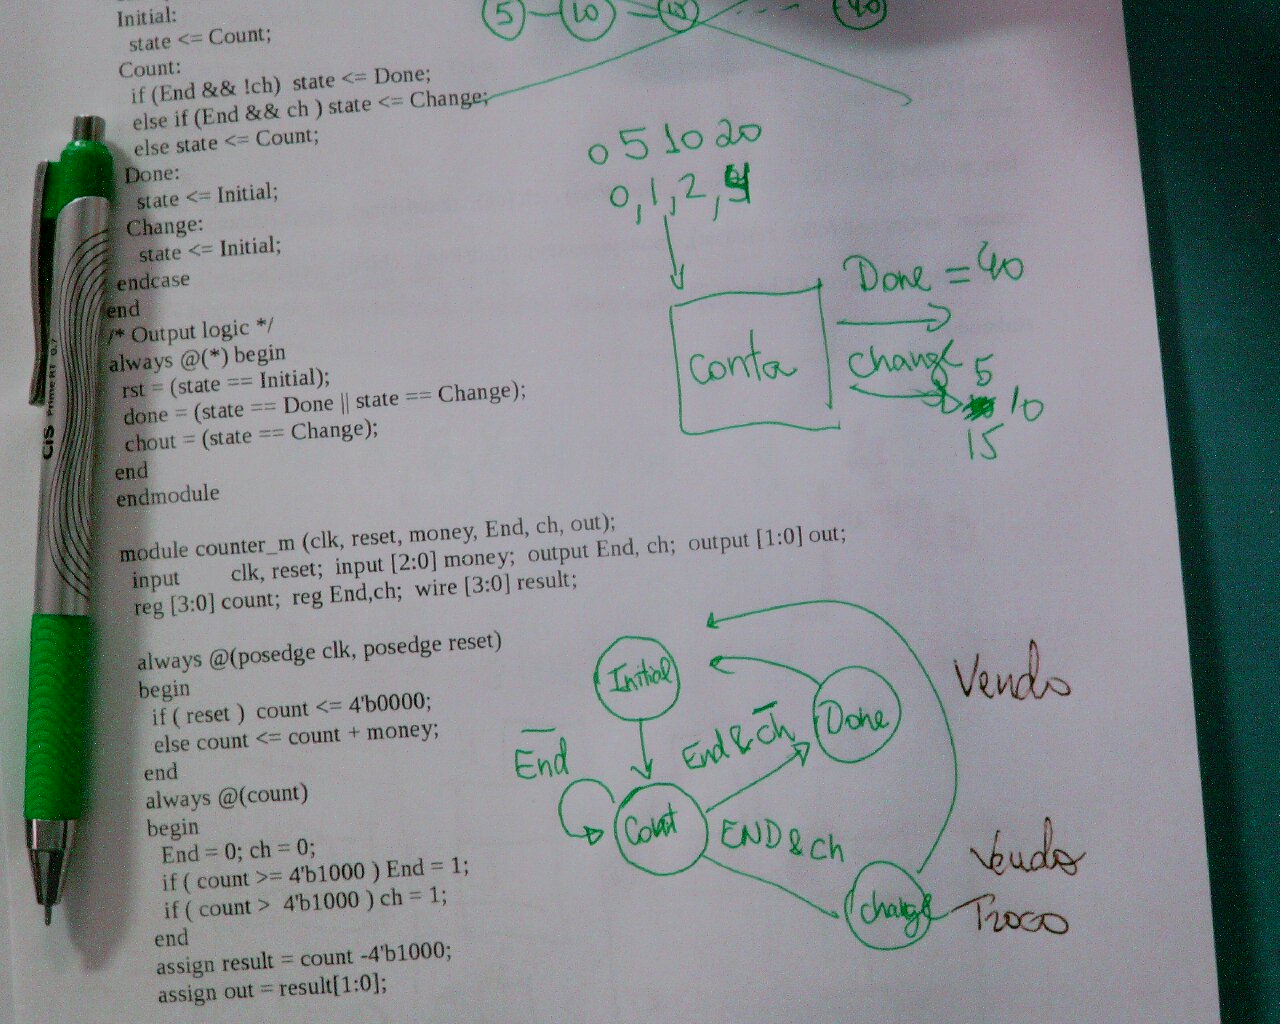 Initial:
state <= Count;
Count:
if (End && !ch) state <= Done;
else if (End && ch ) state <= Change;
else state <= Count;
Done:
state <= Initial;
Change:
state <= Initial;
endcase
end
/* Output logic */
always @(*) begin
rst = (state == Initial);
done = (state == Done || state == Change);
chout = (state == Change);
end
endmodule
module counter_m (clk, reset, money, End, ch, out);
input clk, reset; input [2:0] money; output End, ch; output [1:0] out;
reg [3:0] count; reg End,ch; wire [3:0] result;
always @(posedge clk, posedge reset)
begin
if ( reset ) count <= 4'b0000;
else count <= count + money;
end
always @(count)
begin
End = 0; ch = 0;
if ( count >= 4'b1000 ) End = 1;
if ( count > 4'b1000 ) ch = 1;
end
assign result = count -4'b1000;
assign out = result[1:0];
5 10 15 40
0 5 10 20
0, 1, 2, 4
Conta
Done = 40
change
5
10
15
Initial
End
Count
End & ch
Done
END & ch
Change
Vendo
Vendo
Troco
CiS
PRIMERT 0.7